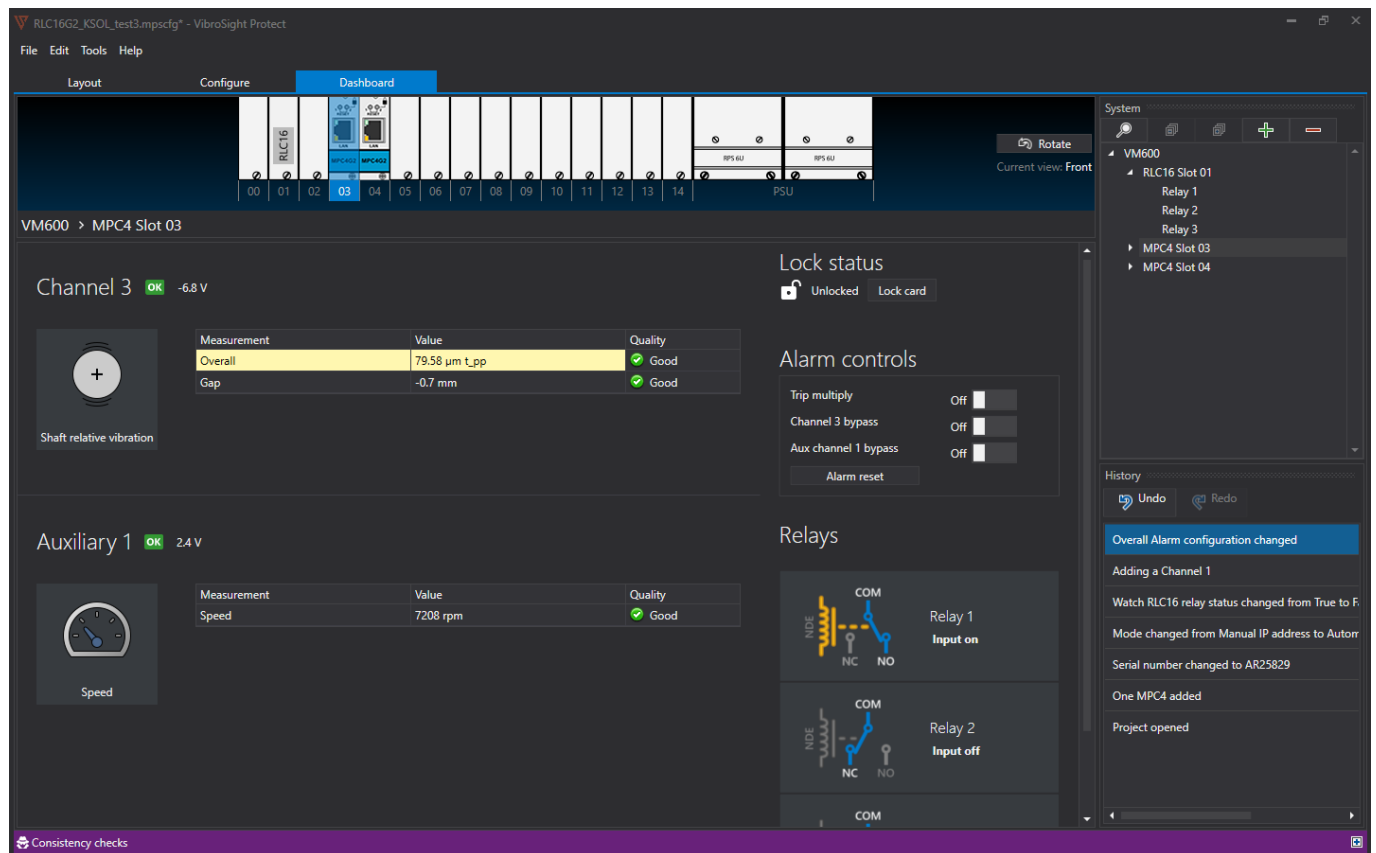 RLC16G2_KSOL_test3.mpscfg* - VibroSight Protect
File Edit Tools Help
Layout Configure Dashboard
RLC16
RESET RESET
LAN LAN
MPC4G2 MPC4G2
RPS 6U RPS 6U
00 01 02 03 04 05 06 07 08 09 10 11 12 13 14 PSU
Rotate
Current view: Front
VM600 > MPC4 Slot 03
Channel 3 OK -6.8 V
Shaft relative vibration
Measurement Value Quality
Overall 79.58 µm t_pp Good
Gap -0.7 mm Good
Auxiliary 1 OK 2.4 V
Speed
Measurement Value Quality
Speed 7208 rpm Good
Lock status
Unlocked Lock card
Alarm controls
Trip multiply Off
Channel 3 bypass Off
Aux channel 1 bypass Off
Alarm reset
Relays
COM
NDE
NC NO
Relay 1
Input on
COM
NDE
NC NO
Relay 2
Input off
COM
System
VM600
RLC16 Slot 01
Relay 1
Relay 2
Relay 3
MPC4 Slot 03
MPC4 Slot 04
History
Undo Redo
Overall Alarm configuration changed
Adding a Channel 1
Watch RLC16 relay status changed from True to F
Mode changed from Manual IP address to Autom
Serial number changed to AR25829
One MPC4 added
Project opened
Consistency checks